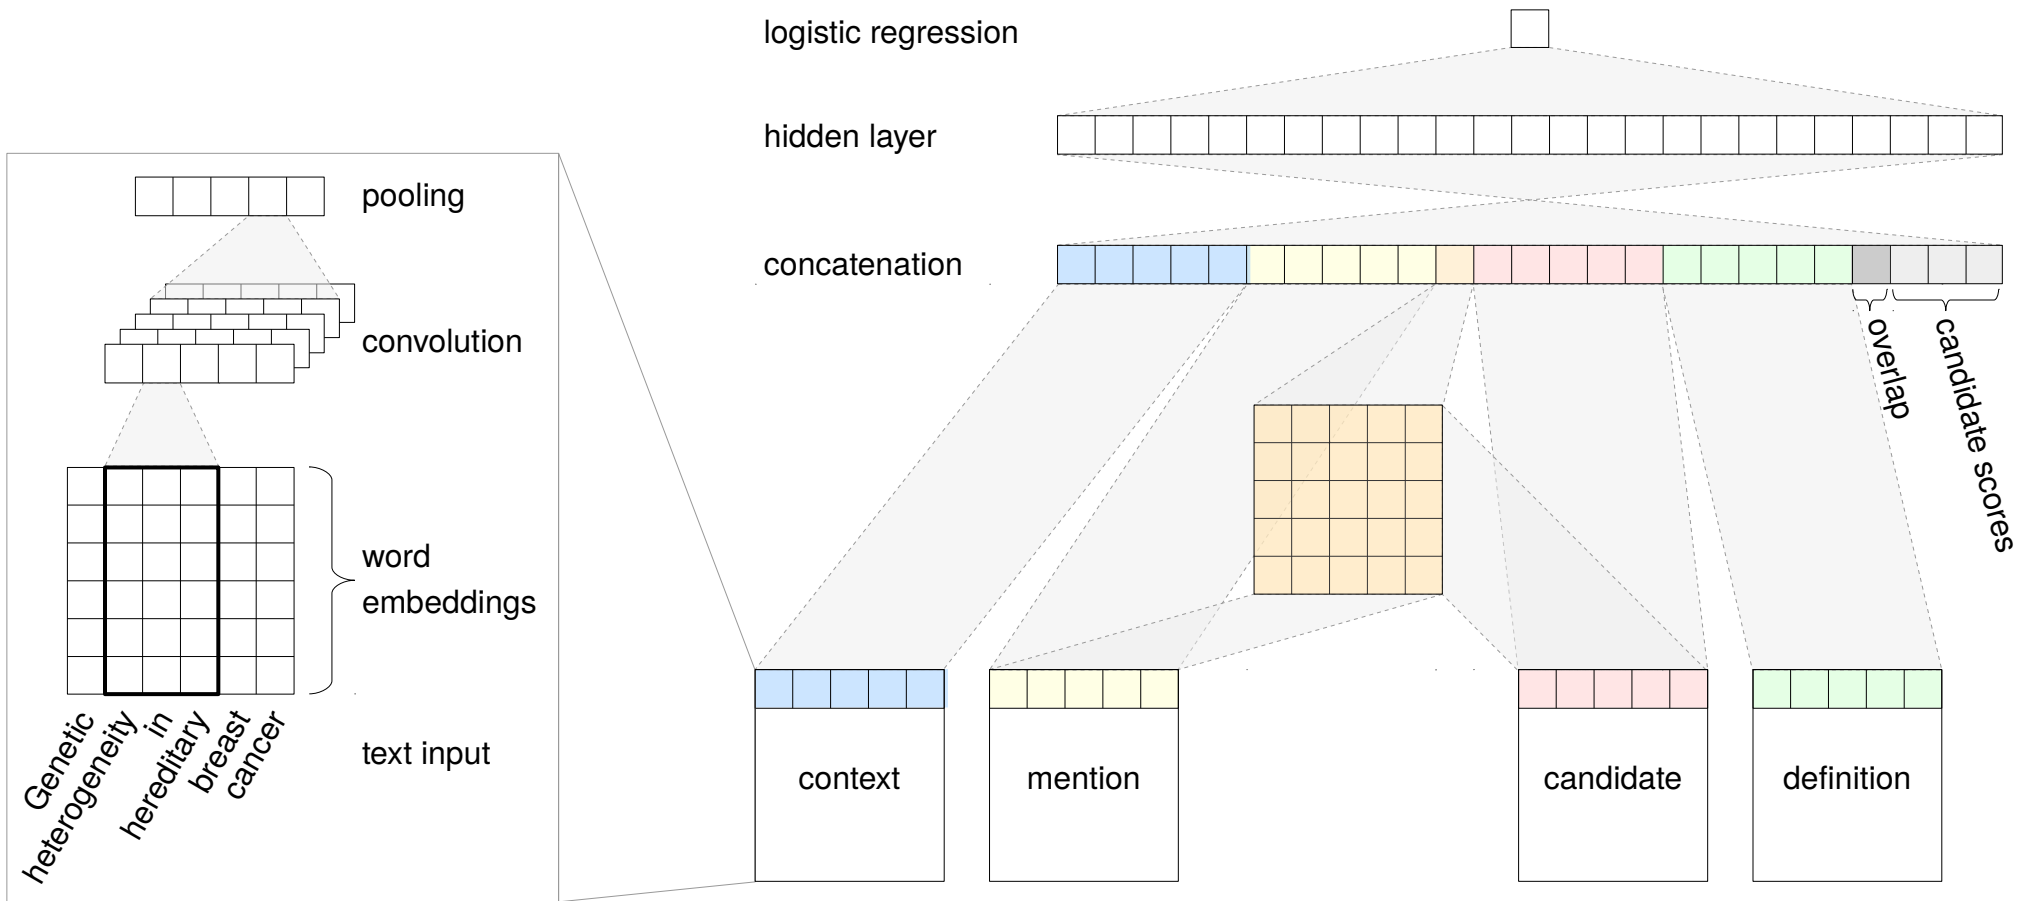 logistic regression
hidden layer
pooling
concatenation
convolution
overlap
candidate scores
word
embeddings
Genetic
heterogeneity
in
hereditary
breast
cancer
text input
context
mention
candidate
definition